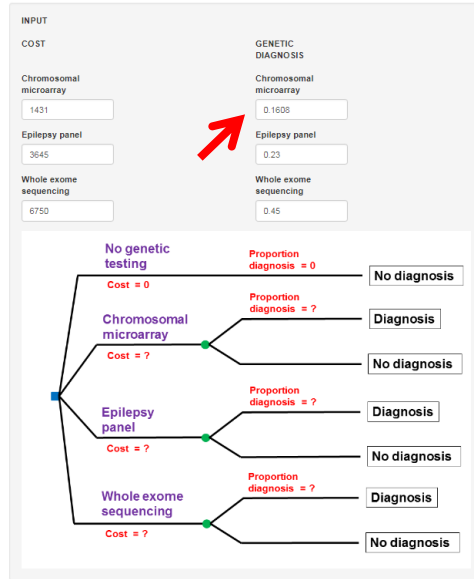 INPUT
COST
GENETIC
DIAGNOSIS
Chromosomal
microarray
Chromosomal
microarray
1431
0.1608
Epilepsy panel
Epilepsy panel
3645
0.23
Whole exome
sequencing
Whole exome
sequencing
6750
0.45
No genetic
testing
Cost = 0
Proportion
diagnosis = 0
No diagnosis
Chromosomal
microarray
Cost = ?
Proportion
diagnosis = ?
Diagnosis
No diagnosis
Epilepsy
panel
Cost = ?
Proportion
diagnosis = ?
Diagnosis
No diagnosis
Whole exome
sequencing
Cost = ?
Proportion
diagnosis = ?
Diagnosis
No diagnosis